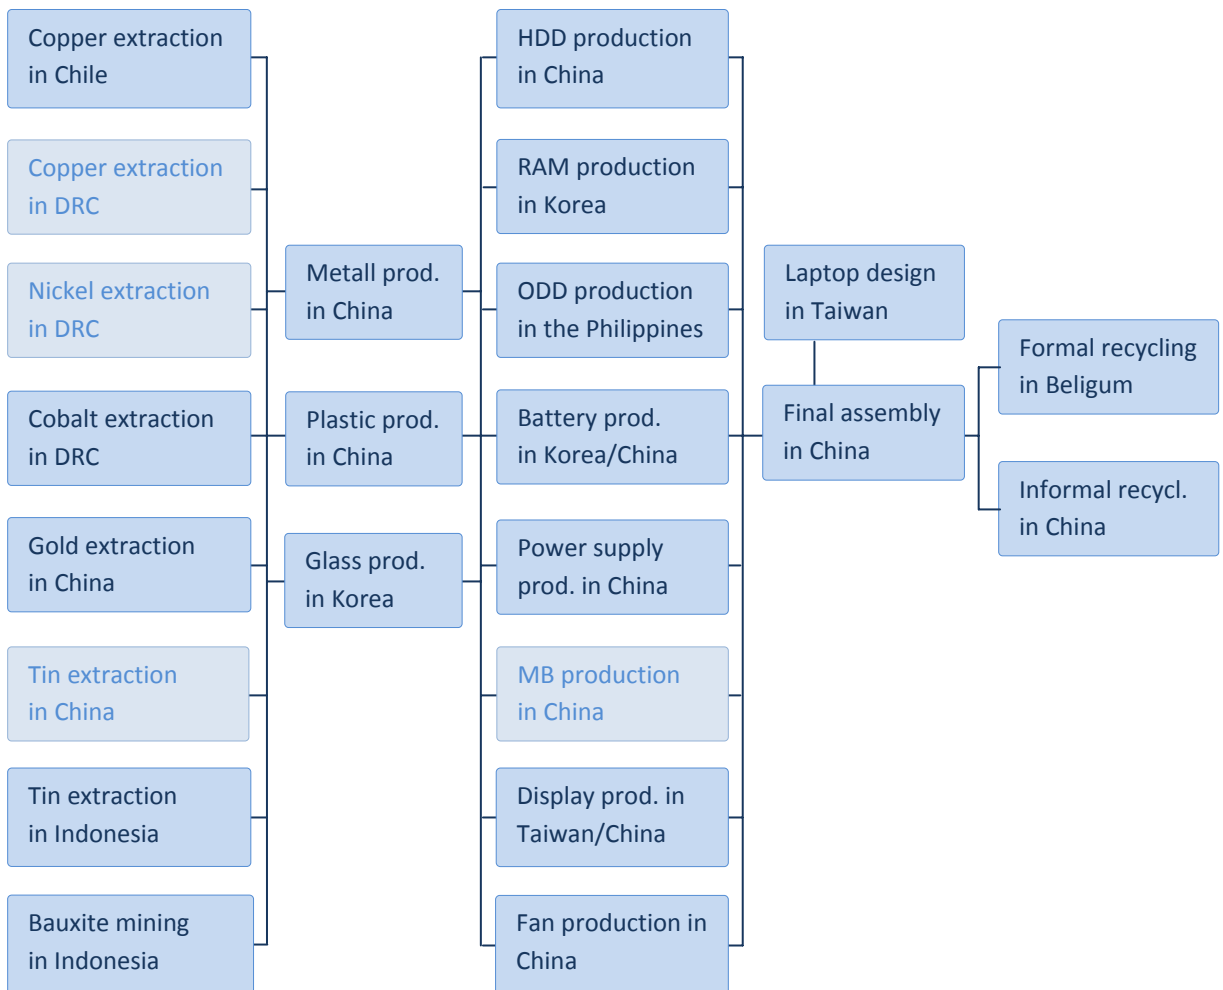 Copper extraction
in Chile
Copper extraction
in DRC
Nickel extraction
in DRC
Cobalt extraction
in DRC
Gold extraction
in China
Tin extraction
in China
Tin extraction
in Indonesia
Bauxite mining
in Indonesia
Metall prod.
in China
Plastic prod.
in China
Glass prod.
in Korea
HDD production
in China
RAM production
in Korea
ODD production
in the Philippines
Battery prod.
in Korea/China
Power supply
prod. in China
MB production
in China
Display prod. in
Taiwan/China
Fan production in
China
Laptop design
in Taiwan
Final assembly
in China
Formal recycling
in Beligum
Informal recycl.
in China